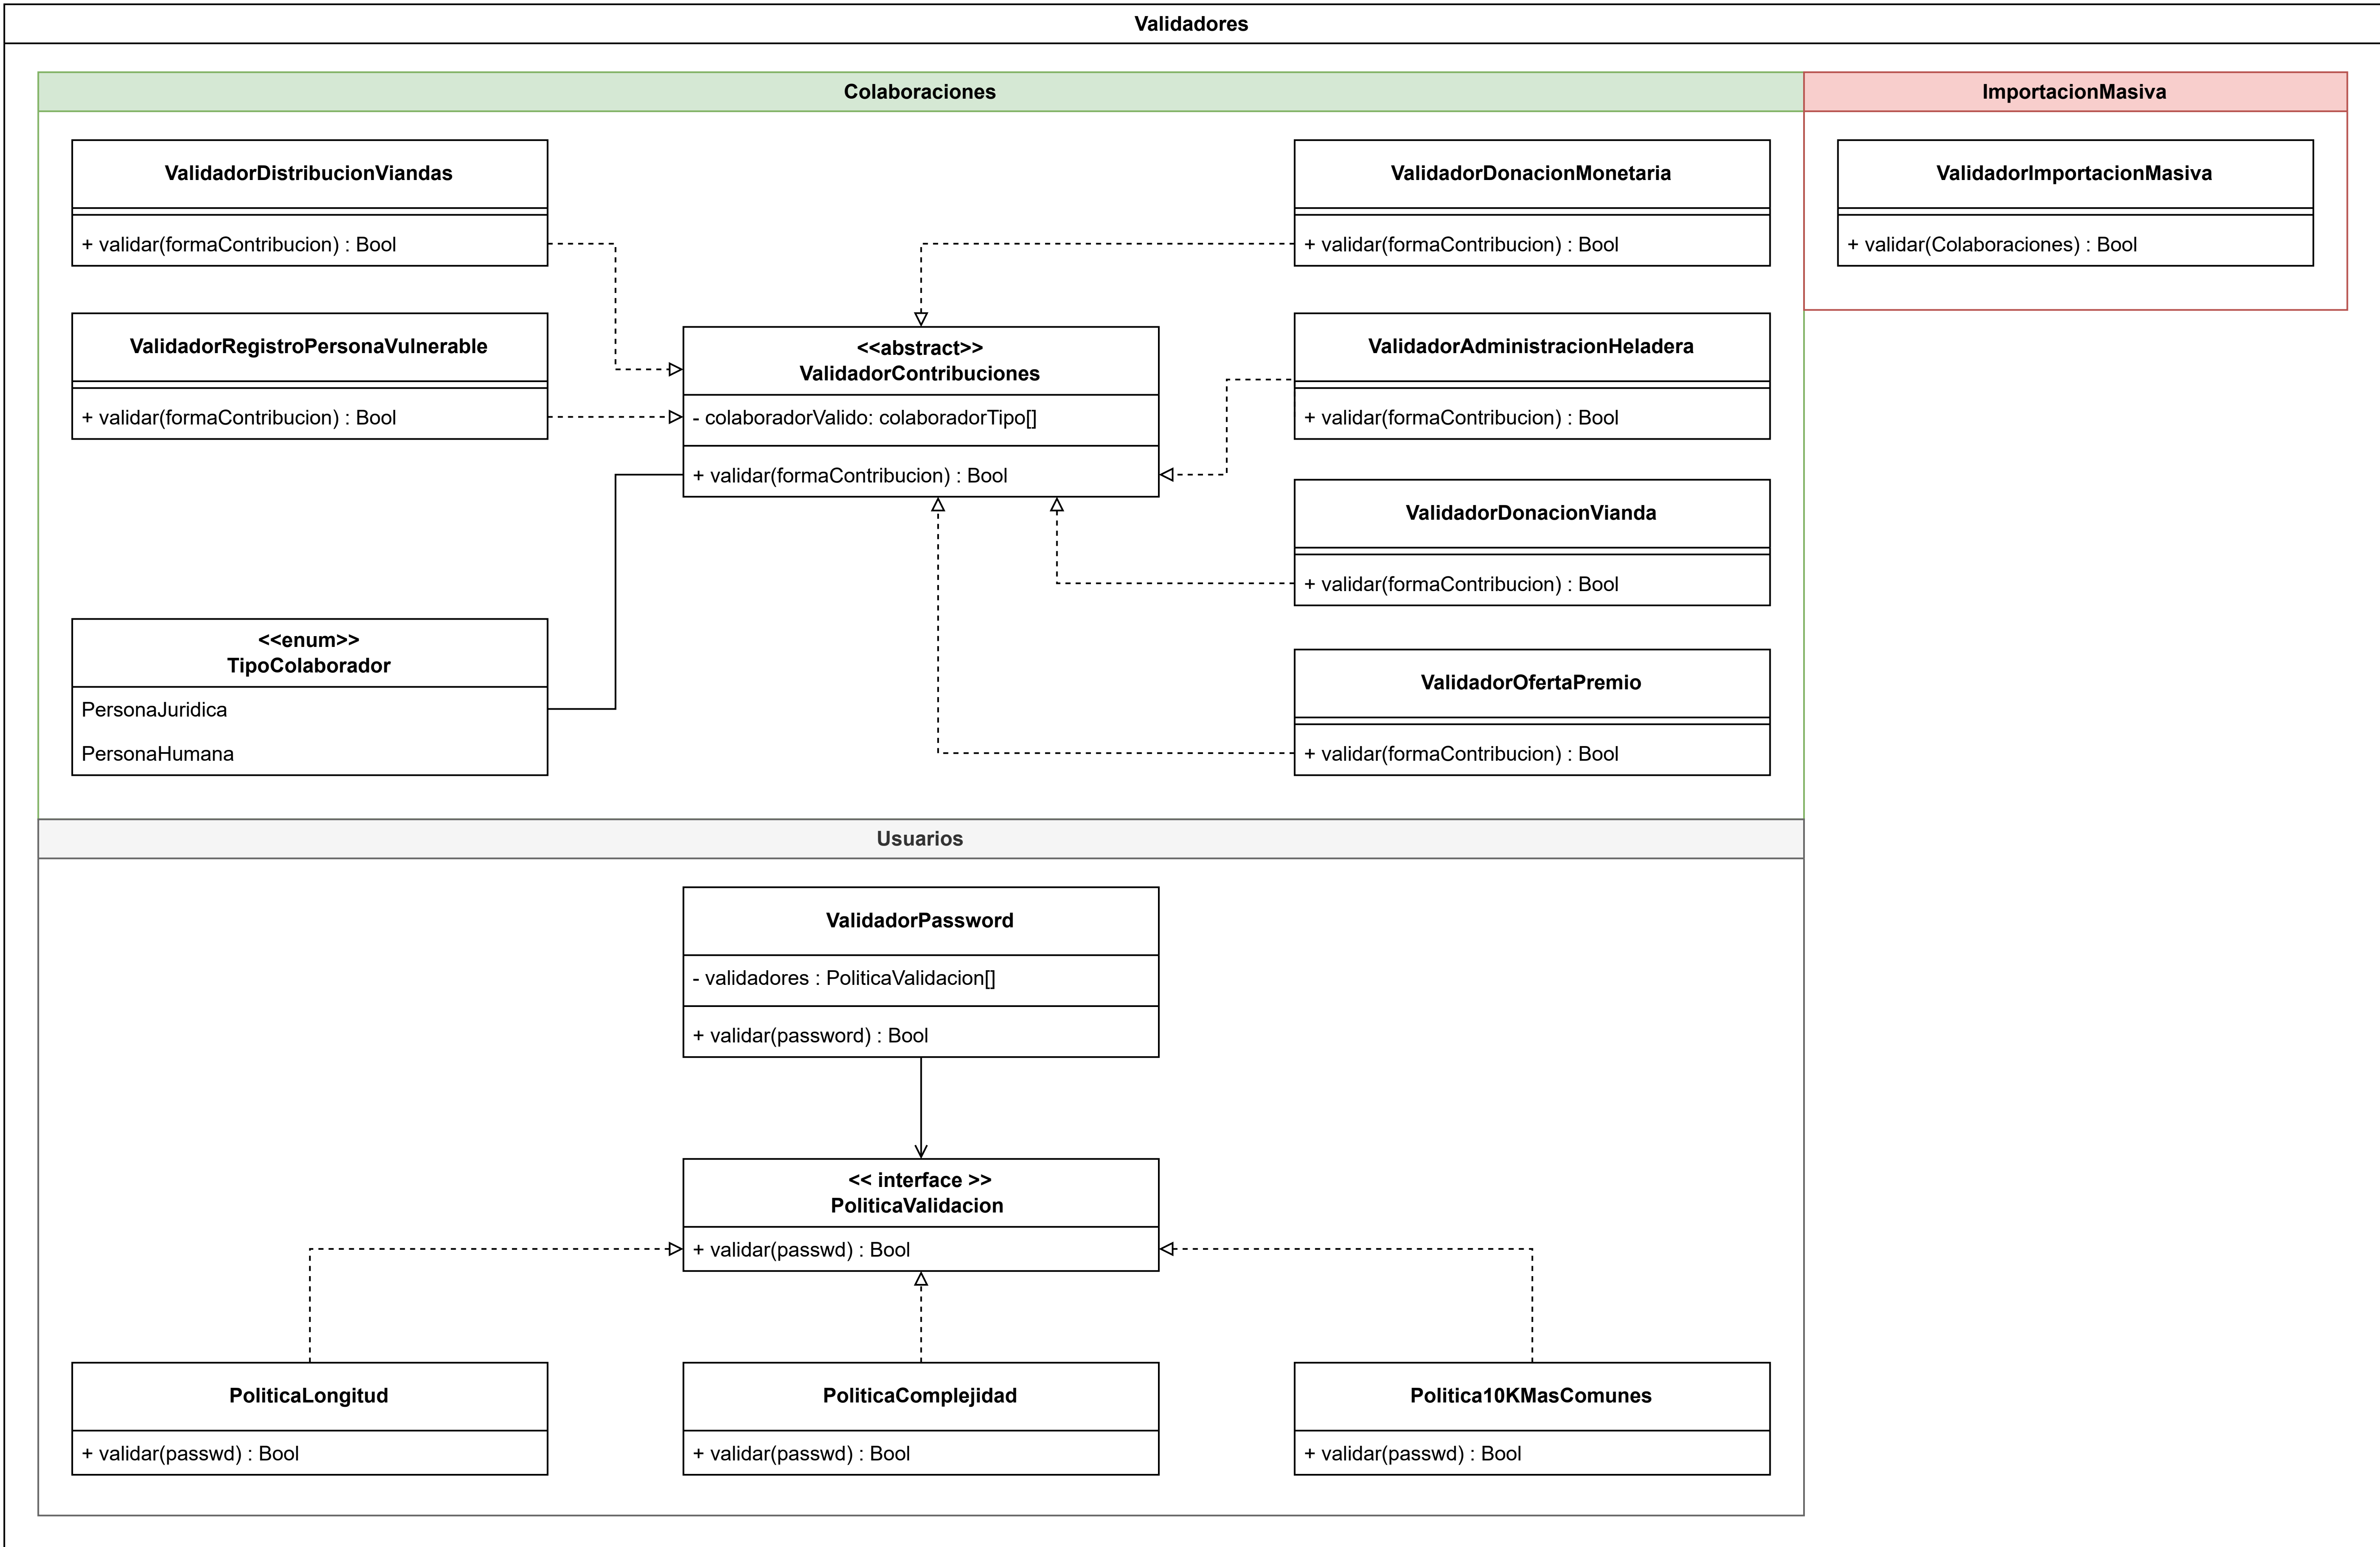 Validadores
Colaboraciones
ImportacionMasiva
ValidadorDistribucionViandas
+ validar(formaContribucion) : Bool
ValidadorDonacionMonetaria
+ validar(formaContribucion) : Bool
ValidadorImportacionMasiva
+ validar(Colaboraciones) : Bool
ValidadorRegistroPersonaVulnerable
+ validar(formaContribucion) : Bool
<<abstract>>
ValidadorContribuciones
- colaboradorValido: colaboradorTipo[]
+ validar(formaContribucion) : Bool
ValidadorAdministracionHeladera
+ validar(formaContribucion) : Bool
ValidadorDonacionVianda
+ validar(formaContribucion) : Bool
<<enum>>
TipoColaborador
PersonaJuridica
PersonaHumana
ValidadorOfertaPremio
+ validar(formaContribucion) : Bool
Usuarios
ValidadorPassword
- validadores : PoliticaValidacion[]
+ validar(password) : Bool
<< interface >>
PoliticaValidacion
+ validar(passwd) : Bool
PoliticaLongitud
+ validar(passwd) : Bool
PoliticaComplejidad
+ validar(passwd) : Bool
Politica10KMasComunes
+ validar(passwd) : Bool